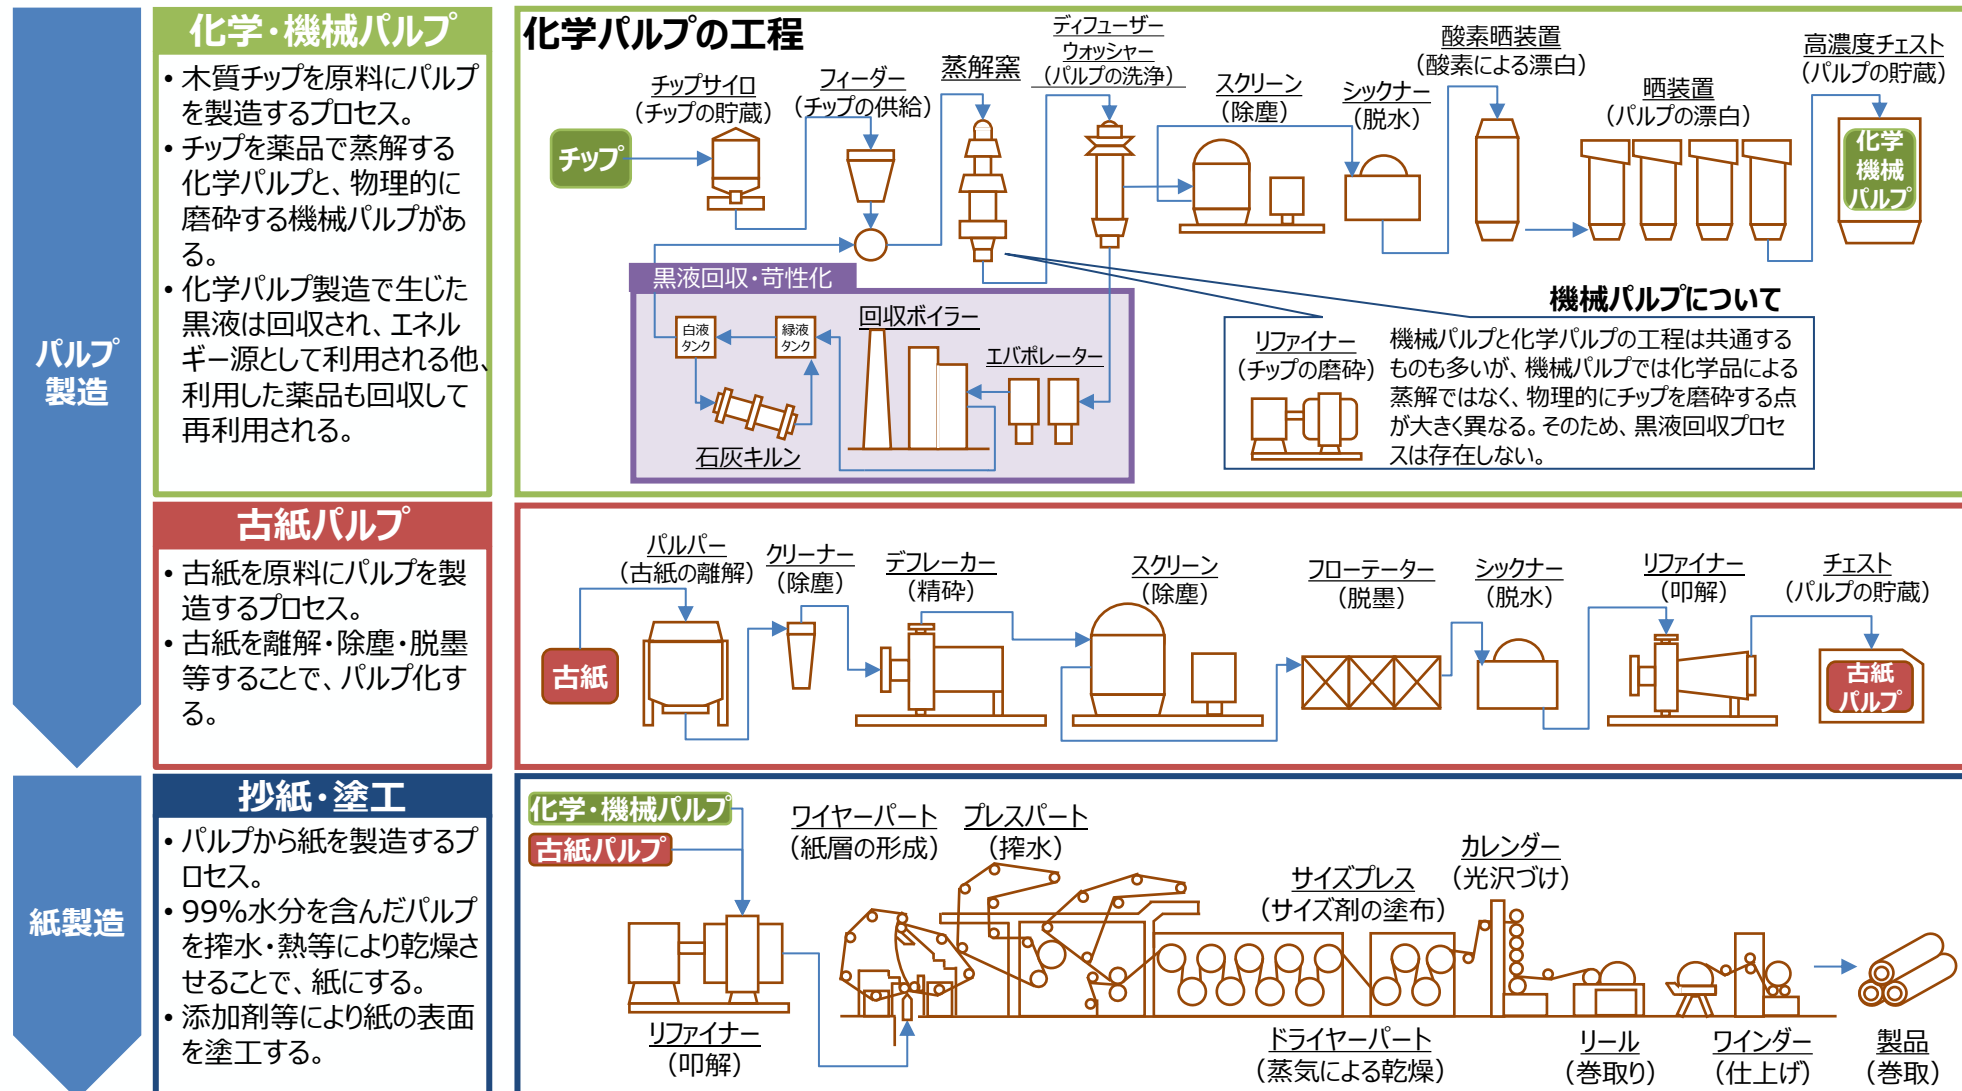 パルプ
製造
化学・機械パルプ
• 木質チップを原料にパルプ
を製造するプロセス。
• チップを薬品で蒸解する
化学パルプと、物理的に
磨砕する機械パルプがあ
る。
• 化学パルプ製造で生じた
黒液は回収され、エネル
ギー源として利用される他、
利用した薬品も回収して
再利用される。
化学パルプの工程
チップ
チップサイロ
（チップの貯蔵）
フィーダー
（チップの供給）
蒸解窯
ディフューザー
ウォッシャー
（パルプの洗浄）
スクリーン
（除塵）
シックナー
（脱水）
酸素晒装置
（酸素による漂白）
晒装置
（パルプの漂白）
高濃度チェスト
（パルプの貯蔵）
化学
機械
パルプ
黒液回収・苛性化
白液
タンク
緑液
タンク
石灰キルン
回収ボイラー
エバポレーター
機械パルプについて
リファイナー
（チップの磨砕）
機械パルプと化学パルプの工程は共通する
ものも多いが、機械パルプでは化学品による
蒸解ではなく、物理的にチップを磨砕する点
が大きく異なる。そのため、黒液回収プロセ
スは存在しない。
古紙パルプ
• 古紙を原料にパルプを製
造するプロセス。
• 古紙を離解・除塵・脱墨
等することで、パルプ化す
る。
古紙
パルパー
（古紙の離解）
クリーナー
（除塵）
デフレーカー
（精砕）
スクリーン
（除塵）
フローテーター
（脱墨）
シックナー
（脱水）
リファイナー
（叩解）
チェスト
（パルプの貯蔵）
古紙
パルプ
紙製造
抄紙・塗工
• パルプから紙を製造するプ
ロセス。
• 99%水分を含んだパルプ
を搾水・熱等により乾燥さ
せることで、紙にする。
• 添加剤等により紙の表面
を塗工する。
化学・機械パルプ
古紙パルプ
リファイナー
（叩解）
ワイヤーパート
（紙層の形成）
プレスパート
（搾水）
サイズプレス
（サイズ剤の塗布）
カレンダー
（光沢づけ）
ドライヤーパート
（蒸気による乾燥）
リール
（巻取り）
ワインダー
（仕上げ）
製品
（巻取）